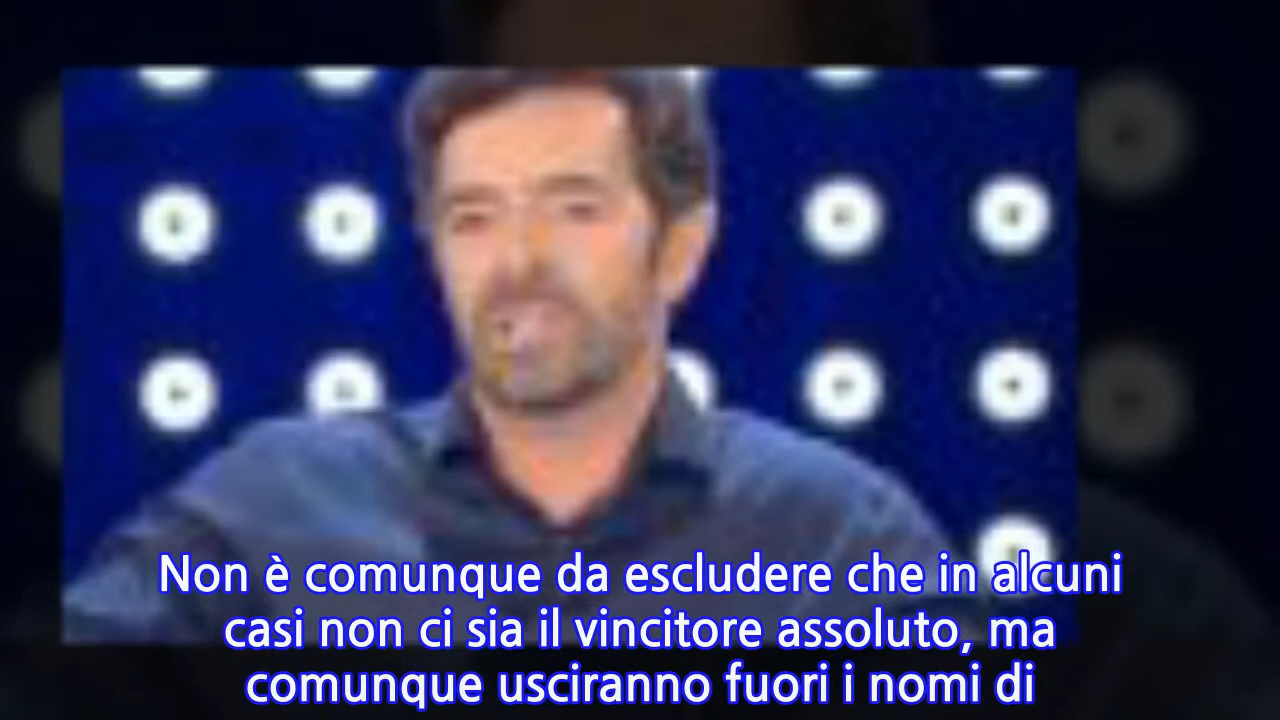 Non è comunque da escludere che in alcuni
casi non ci sia il vincitore assoluto, ma
comunque usciranno fuori i nomi di